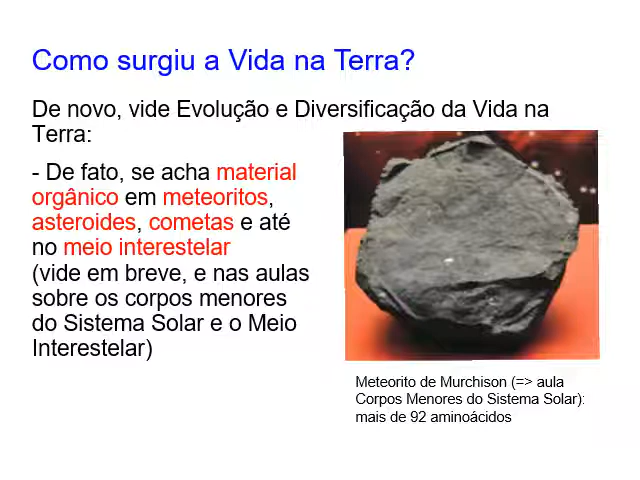 Como surgiu a Vida na Terra?
De novo, vide Evolução e Diversificação da Vida na
Terra:
- De fato, se acha material
orgânico em meteoritos,
asteroides, cometas e até
no meio interestelar
(vide em breve, e nas aulas
sobre os corpos menores
do Sistema Solar e o Meio
Interestelar)
Meteorito de Murchison (=> aula
Corpos Menores do Sistema Solar):
mais de 92 aminoácidos